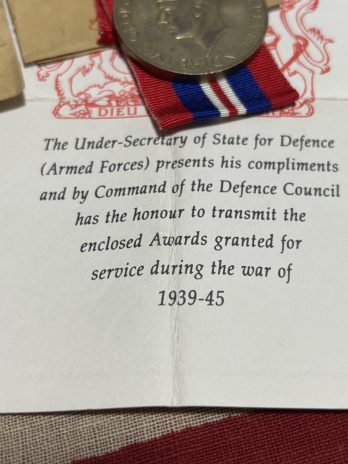 DIEU
The Under-Secretary of State for Defence
(Armed Forces) presents his compliments
and by Command of the Defence Council
has the honour to transmit the
enclosed Awards granted for
service during the war of
1939-45